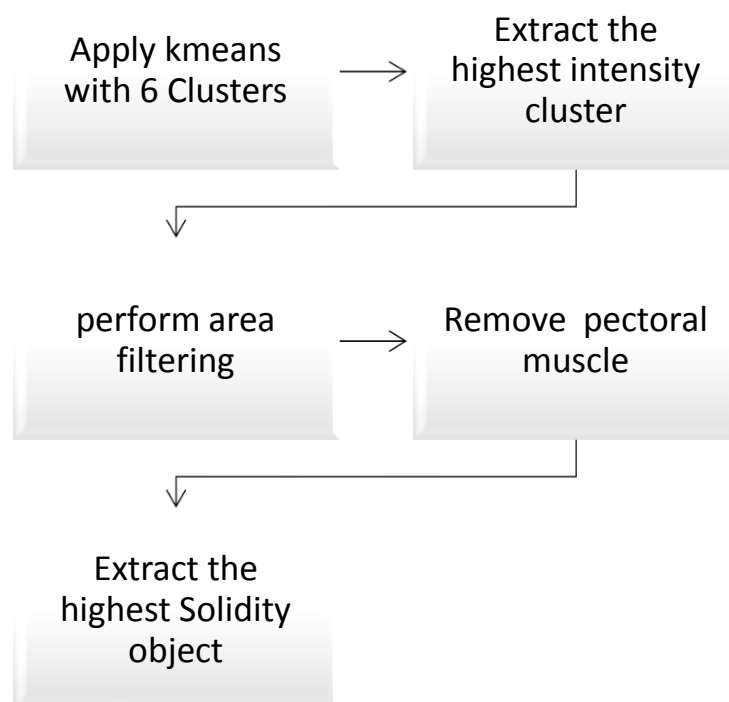 Apply kmeans
with 6 Clusters
Extract the
highest intensity
cluster
perform area
filtering
Remove  pectoral
muscle
Extract the
highest Solidity
object